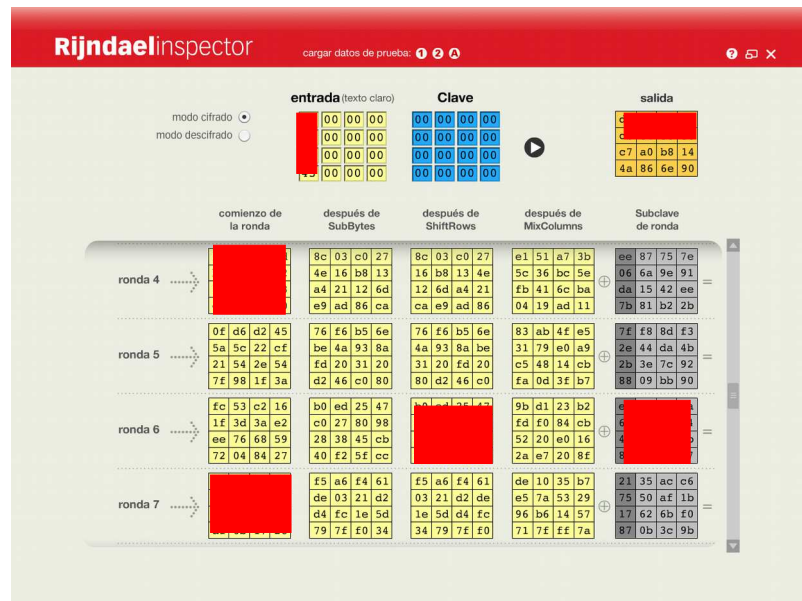 Rijndaelinspector cargar datos de prueba: 1 2 A ?
entrada (texto claro) Clave salida
modo cifrado
modo descifrado
00 00 00 00 00 00 00
00 00 00 00 00 00 00
00 00 00 00 00 00 00 c7 a0 b8 14
00 00 00 00 00 00 00 4a 86 6e 90
comienzo de la ronda después de SubBytes después de ShiftRows después de MixColumns Subclave de ronda
ronda 4
8c 03 c0 27 8c 03 c0 27 e1 51 a7 3b ee 87 75 7e
4e 16 b8 13 16 b8 13 4e 5c 36 bc 5e 06 6a 9e 91
a4 21 12 6d 12 6d a4 21 fb 41 6c ba da 15 42 ee
e9 ad 86 ca ca e9 ad 86 04 19 ad 11 7b 81 b2 2b
ronda 5
0f d6 d2 45 76 f6 b5 6e 76 f6 b5 6e 83 ab 4f e5 7f f8 8d f3
5a 5c 22 cf be 4a 93 8a 4a 93 8a be 31 79 e0 a9 2e 44 da 4b
21 54 2e 54 fd 20 31 20 31 20 fd 20 c5 48 14 cb 2b 3e 7c 92
7f 98 1f 3a d2 46 c0 80 80 d2 46 c0 fa 0d 3f b7 88 09 bb 90
ronda 6
fc 53 c2 16 b0 ed 25 47 9b d1 23 b2
1f 3d 3a e2 c0 27 80 98 fd f0 84 cb
ee 76 68 59 28 38 45 cb 52 20 e0 16
72 04 84 27 40 f2 5f cc 2a e7 20 8f
ronda 7
f5 a6 f4 61 f5 a6 f4 61 de 10 35 b7 21 35 ac c6
de 03 21 d2 03 21 d2 de e5 7a 53 29 75 50 af 1b
d4 fc 1e 5d 1e 5d d4 fc 96 b6 14 57 17 62 6b f0
79 7f f0 34 34 79 7f f0 71 7f ff 7a 87 0b 3c 9b